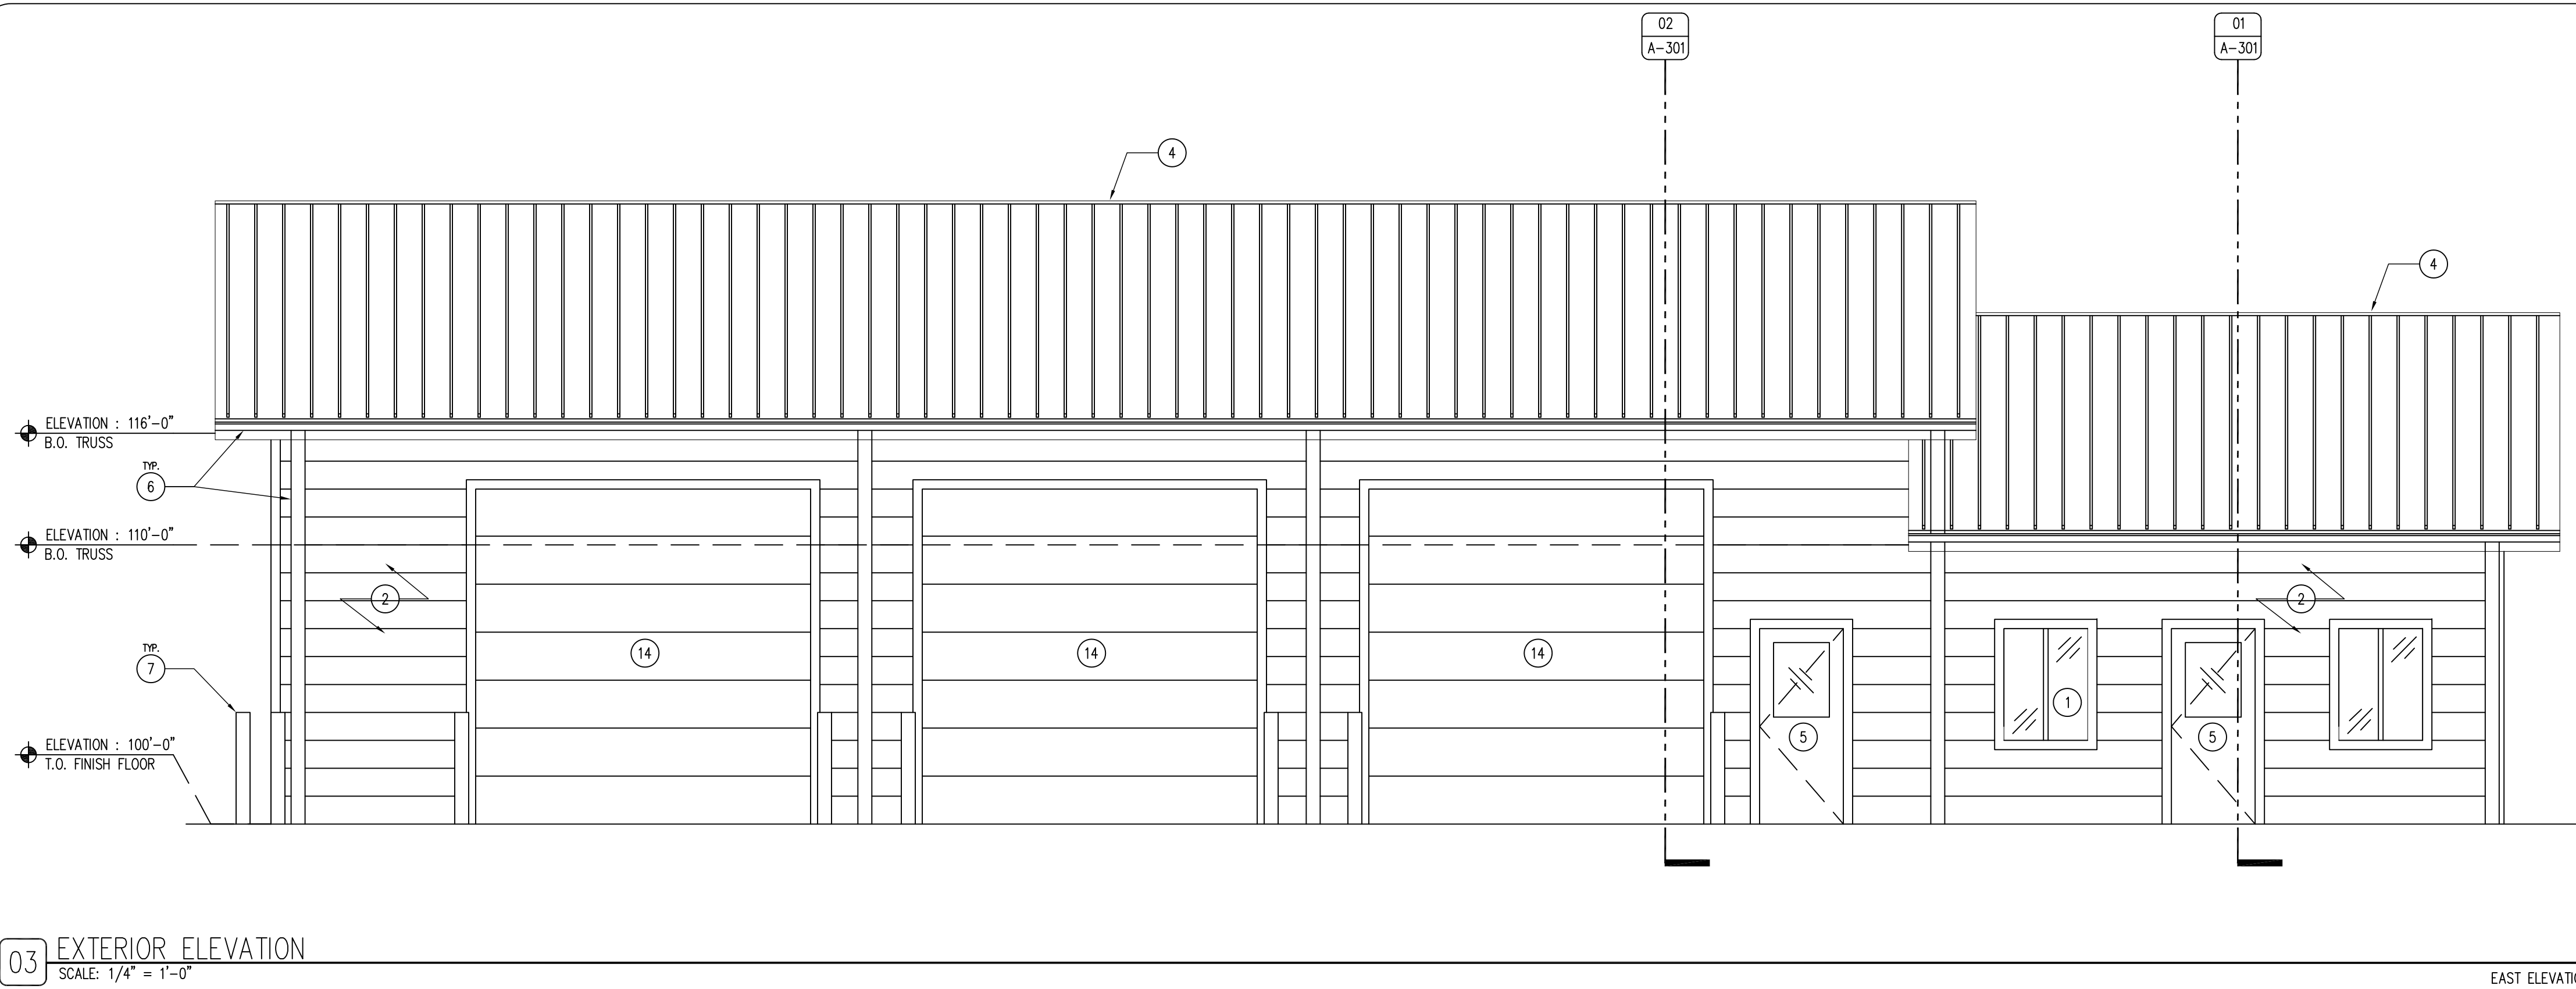 02
A-301
01
A-301
4
4
ELEVATION : 116'-0"
B.O. TRUSS
TYP.
6
ELEVATION : 110'-0"
B.O. TRUSS
2
2
14
14
14
TYP.
7
1
5
5
ELEVATION : 100'-0"
T.O. FINISH FLOOR
03
EXTERIOR ELEVATION
SCALE: 1/4" = 1'-0"
EAST ELEVATIO